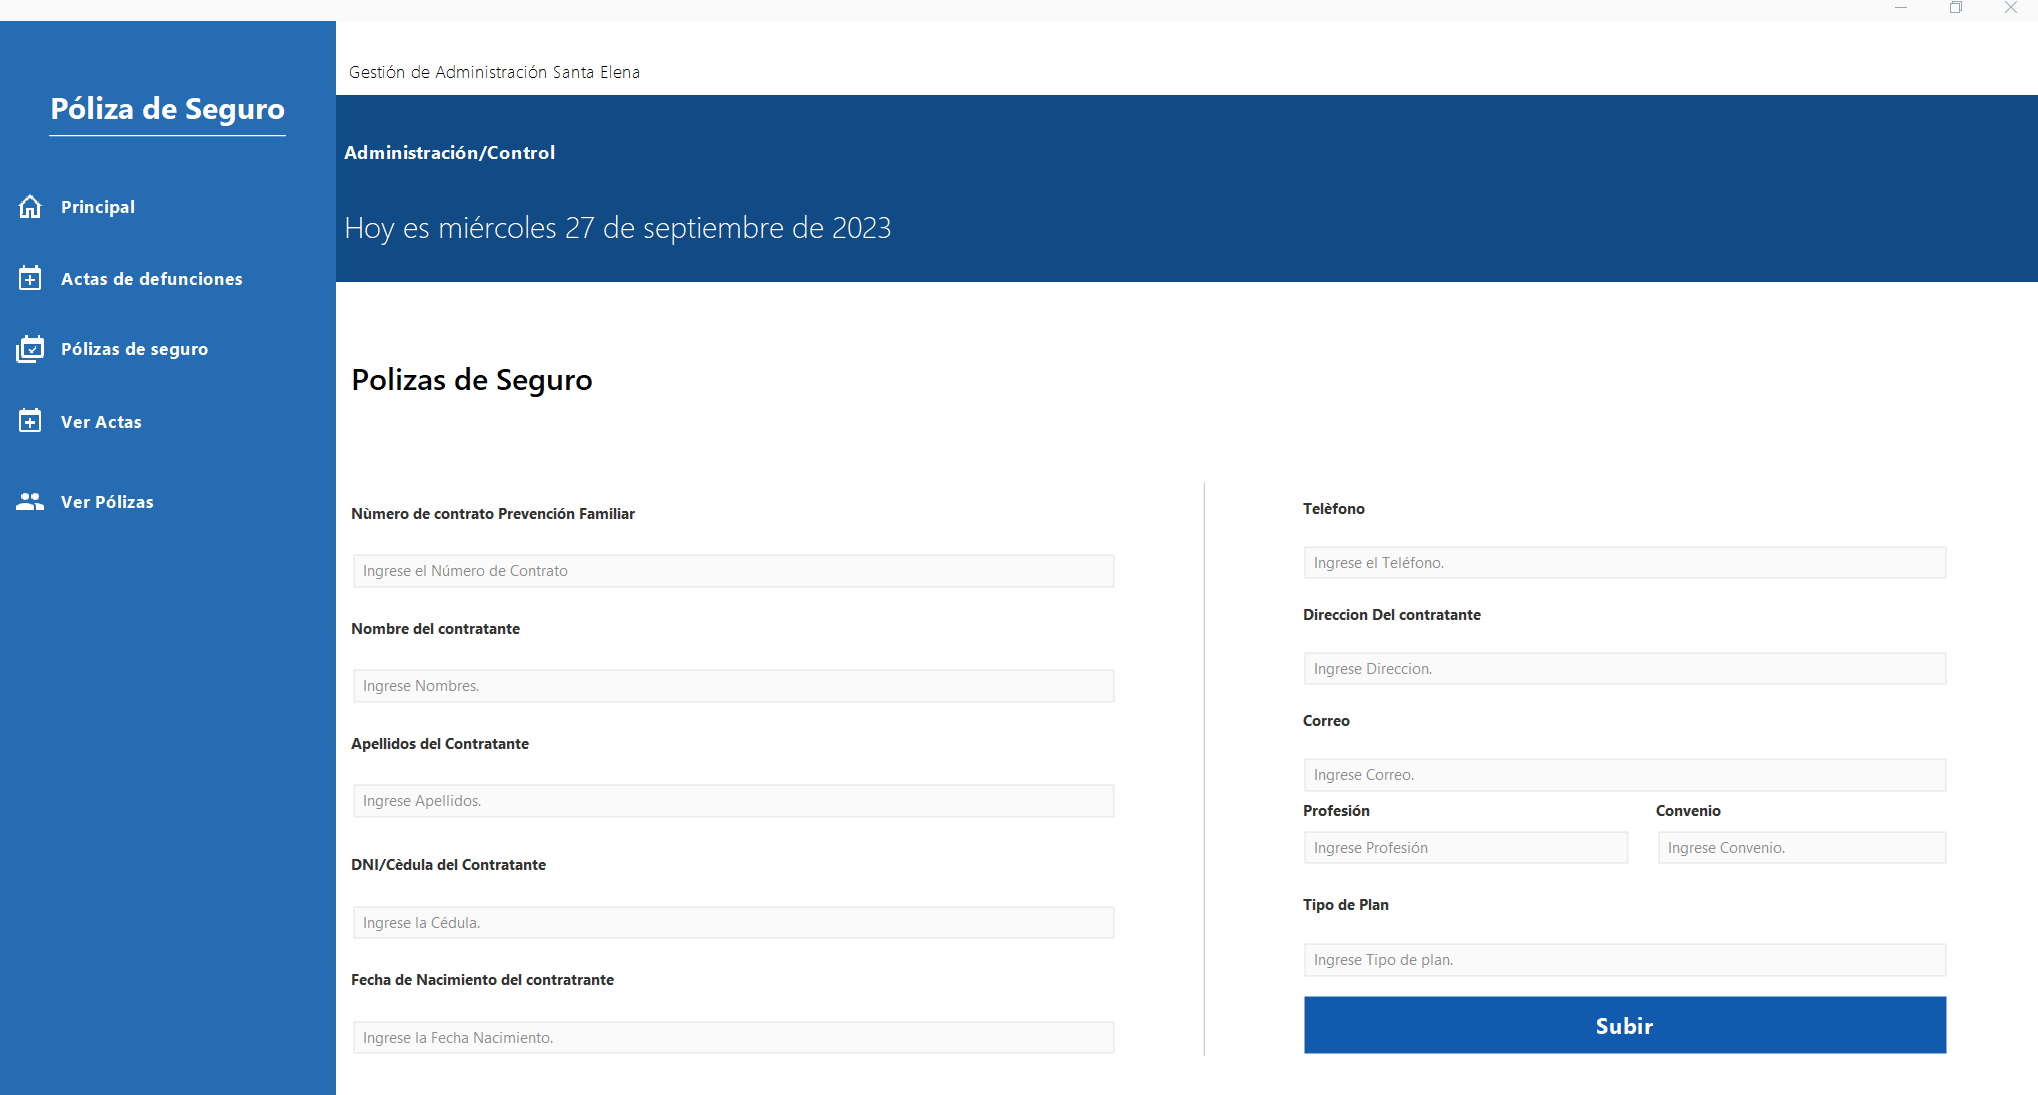 Póliza de Seguro
Principal
Actas de defunciones
Pólizas de seguro
Ver Actas
Ver Pólizas
Gestión de Administración Santa Elena
Administración/Control
Hoy es miércoles 27 de septiembre de 2023
Polizas de Seguro
Nùmero de contrato Prevención Familiar
Ingrese el Número de Contrato
Nombre del contratante
Ingrese Nombres.
Apellidos del Contratante
Ingrese Apellidos.
DNI/Cèdula del Contratante
Ingrese la Cédula.
Fecha de Nacimiento del contratrante
Ingrese la Fecha Nacimiento.
Telèfono
Ingrese el Teléfono.
Direccion Del contratante
Ingrese Direccion.
Correo
Ingrese Correo.
Profesión Convenio
Ingrese Profesión Ingrese Convenio.
Tipo de Plan
Ingrese Tipo de plan.
Subir